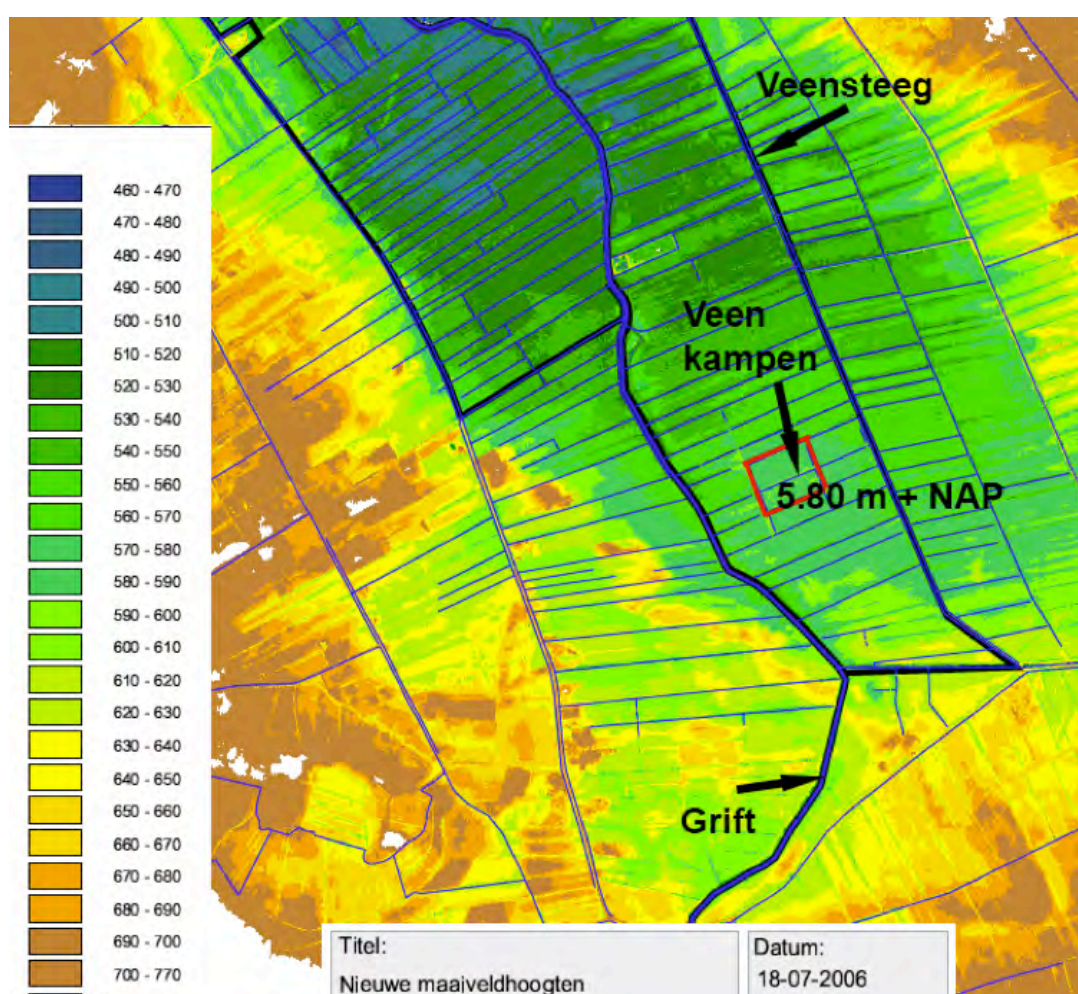 Veensteeg
Veen
kampen
5.80 m + NAP
Grift
460 - 470
470 - 480
480 - 490
490 - 500
500 - 510
510 - 520
520 - 530
530 - 540
540 - 550
550 - 560
560 - 570
570 - 580
580 - 590
590 - 600
600 - 610
610 - 620
620 - 630
630 - 640
640 - 650
650 - 660
660 - 670
670 - 680
680 - 690
690 - 700
700 - 770
Titel:
Nieuwe maaiveldhoogten
Datum:
18-07-2006